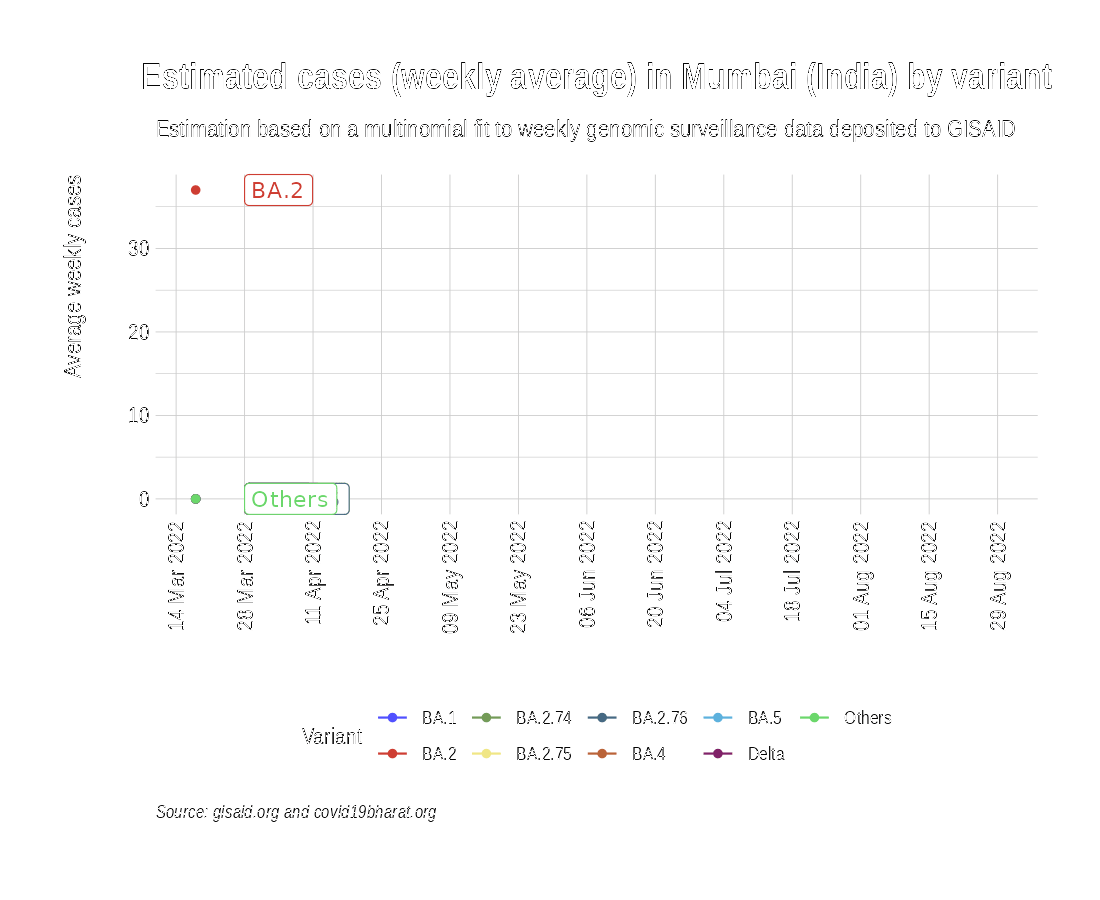 Estimated cases (weekly average) in Mumbai (India) by variant
Estimation based on a multinomial fit to weekly genomic surveillance data deposited to GISAID
Average weekly cases
BA.2
30
20
10
0
Others
14 Mar 2022
28 Mar 2022
11 Apr 2022
25 Apr 2022
09 May 2022
23 May 2022
06 Jun 2022
20 Jun 2022
04 Jul 2022
18 Jul 2022
01 Aug 2022
15 Aug 2022
29 Aug 2022
Variant
BA.1 BA.2.74 BA.2.76 BA.5 Others
BA.2 BA.2.75 BA.4 Delta
Source: gisaid.org and covid19bharat.org